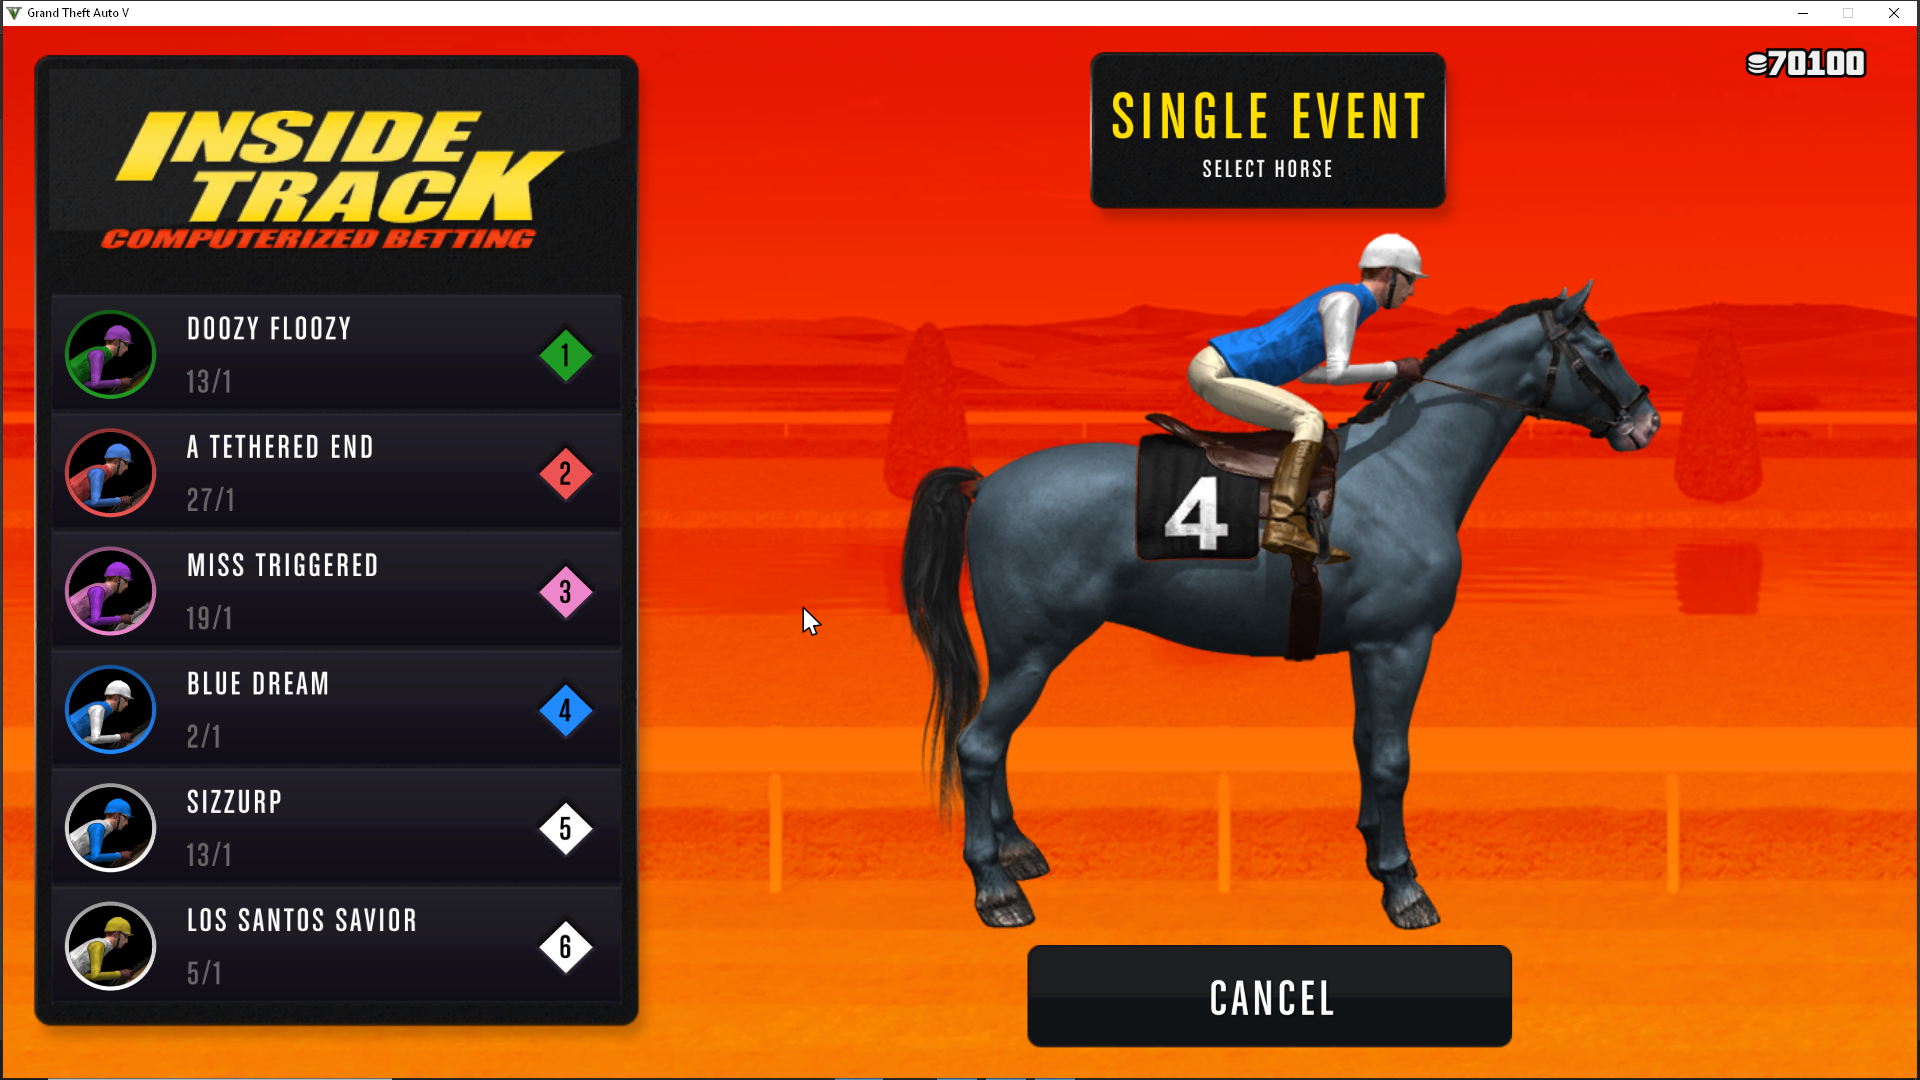 Grand Theft Auto V
70100
INSIDE
TRACK
COMPUTERIZED BETTING
SINGLE EVENT
SELECT HORSE
DOOZY FLOOZY
13/1
1
A TETHERED END
27/1
2
MISS TRIGGERED
19/1
3
BLUE DREAM
2/1
4
SIZZURP
13/1
5
LOS SANTOS SAVIOR
5/1
6
4
CANCEL